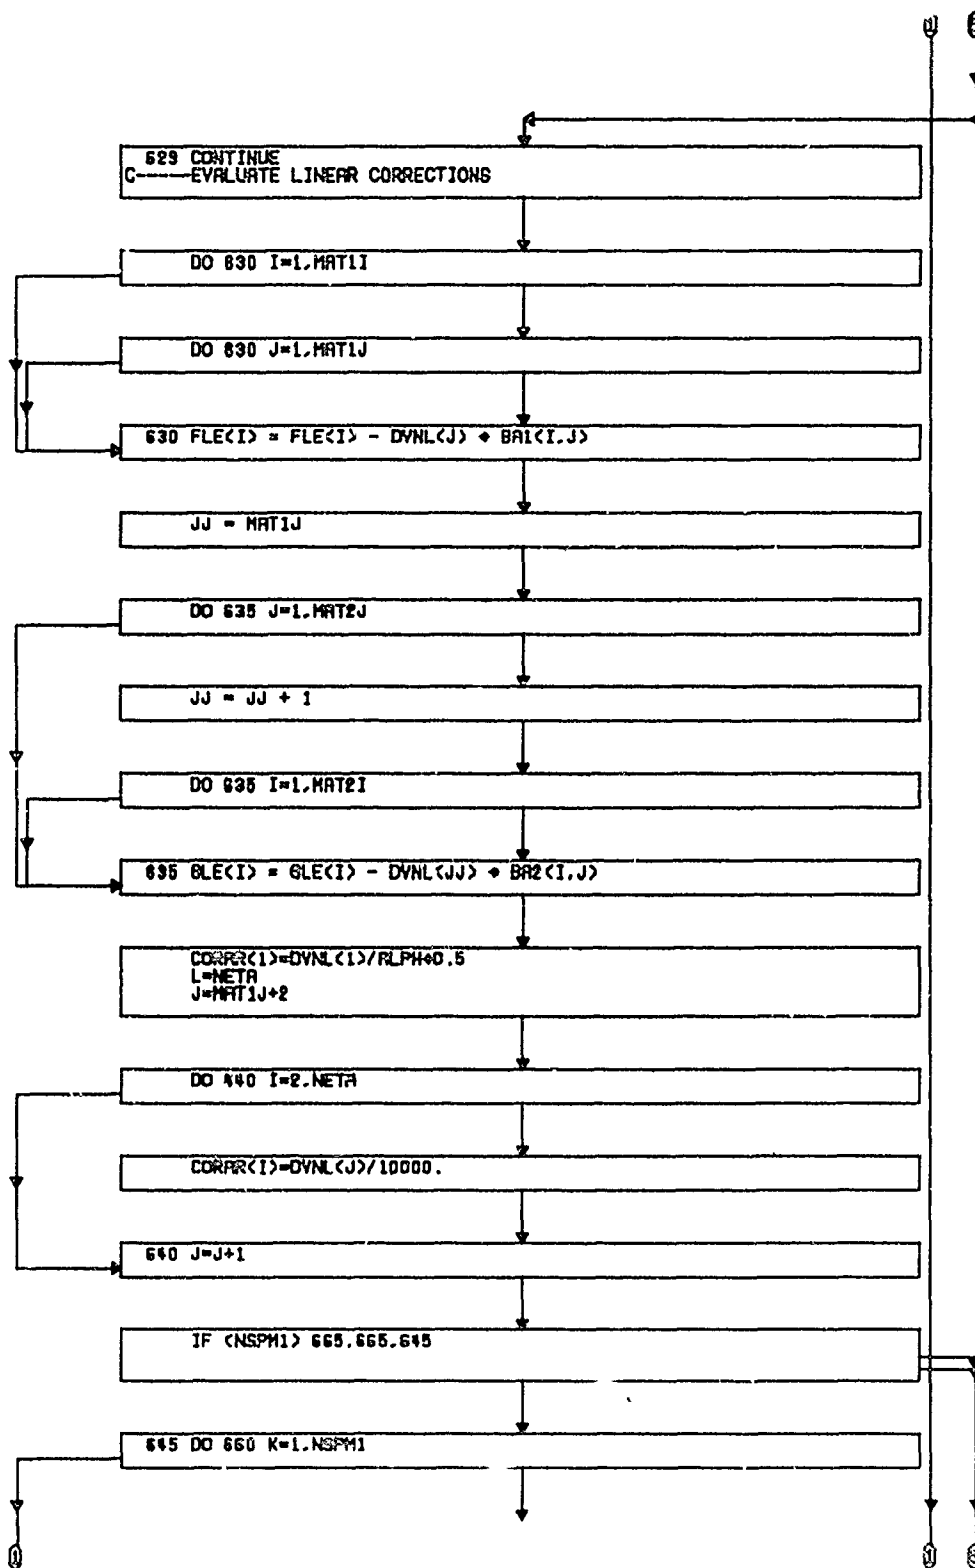 629 CONTINUE
C-----EVALUATE LINEAR CORRECTIONS
DO 630 I=1,MAT1I
DO 630 J=1,MAT1J
630 FLE(I) = FLE(I) - DVNL(J) * BA1(I,J)
JJ = MAT1J
DO 635 J=1,MAT2J
JJ = JJ + 1
DO 635 I=1,MAT2I
635 GLE(I) = GLE(I) - DVNL(JJ) * BA2(I,J)
CORAR(1)=DVNL(1)/ALPH*0.5
L=NETA
J=MAT1J+2
DO 640 I=2,NETA
CORAR(I)=DVNL(J)/10000.
640 J=J+1
IF (NSPM1) 665,665,645
645 DO 660 K=1,NSPM1